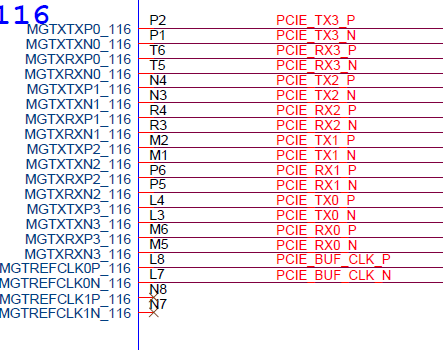 116
MGTXTXP0_116 P2 PCIE_TX3_P
MGTXTXN0_116 P1 PCIE_TX3_N
MGTXRXP0_116 T6 PCIE_RX3_P
MGTXRXN0_116 T5 PCIE_RX3_N
MGTXTXP1_116 N4 PCIE_TX2_P
MGTXTXN1_116 N3 PCIE_TX2_N
MGTXRXP1_116 R4 PCIE_RX2_P
MGTXRXN1_116 R3 PCIE_RX2_N
MGTXTXP2_116 M2 PCIE_TX1_P
MGTXTXN2_116 M1 PCIE_TX1_N
MGTXRXP2_116 P6 PCIE_RX1_P
MGTXRXN2_116 P5 PCIE_RX1_N
MGTXTXP3_116 L4 PCIE_TX0_P
MGTXTXN3_116 L3 PCIE_TX0_N
MGTXRXP3_116 M6 PCIE_RX0_P
MGTXRXN3_116 M5 PCIE_RX0_N
MGTREFCLK0P_116 L8 PCIE_BUF_CLK_P
MGTREFCLK0N_116 L7 PCIE_BUF_CLK_N
MGTREFCLK1P_116 N8
MGTREFCLK1N_116 N7